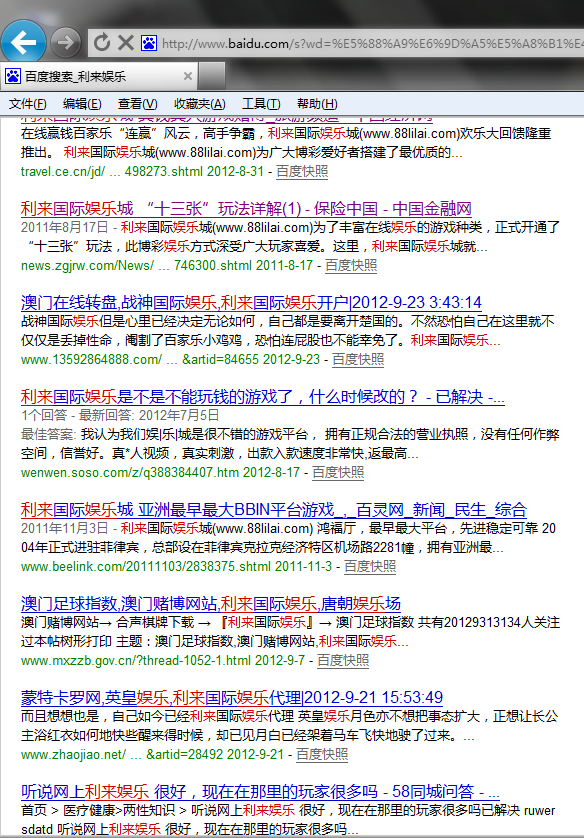 http://www.baidu.com/s?wd=%E5%88%A9%E6%9D%A5%E5%A8%B1%E4
百度搜索_利来娱乐
文件(F) 编辑(E) 查看(V) 收藏夹(A) 工具(T) 帮助(H)
在线赢钱百家乐“连赢”风云，高手争霸，利来国际娱乐城(www.88lilai.com)欢乐大回馈隆重
推出。 利来国际娱乐城(www.88lilai.com)为广大博彩爱好者搭建了最优质的...
travel.ce.cn/jd/ ... 498273.shtml 2012-8-31 - 百度快照
利来国际娱乐城 “十三张”玩法详解(1) - 保险中国 - 中国金融网
2011年8月17日 - 利来国际娱乐城(www.88lilai.com)为了丰富在线娱乐的游戏种类，正式开通了
“十三张”玩法，此博彩娱乐方式深受广大玩家喜爱。这里，利来国际娱乐城就...
news.zgjrw.com/News/ ... 746300.shtml 2011-8-17 - 百度快照
澳门在线转盘,战神国际娱乐,利来国际娱乐开户|2012-9-23 3:43:14
战神国际娱乐但是心里已经决定无论如何，自己都是要离开楚国的。不然恐怕自己在这里就不
仅仅是丢掉性命，阉割了百家乐小鸡鸡，恐怕连屁股也不能幸免了。利来国际娱乐...
www.13592864888.com/ ... &artid=84655 2012-9-23 - 百度快照
利来国际娱乐是不是不能玩钱的游戏了，什么时候改的？ - 已解决 -...
1个回答 - 最新回答: 2012年7月5日
最佳答案: 我认为我们娱|乐|城是很不错的游戏平台， 拥有正规合法的营业执照，没有任何作弊
空间，信誉好。真*人视频，真实刺激，出款入款速度非常快,返最高...
wenwen.soso.com/z/q388384407.htm 2012-8-17 - 百度快照
利来国际娱乐城 亚洲最早最大BBIN平台游戏_,_百灵网_新闻_民生_综合
2011年11月3日 - 利来国际娱乐城(www.88lilai.com) 鸿福厅，最早最大平台，先进稳定可靠 20
04年正式进驻菲律宾，总部设在菲律宾克拉克经济特区机场路2281幢，拥有亚洲最...
www.beelink.com/20111103/2838375.shtml 2011-11-3 - 百度快照
澳门足球指数,澳门赌博网站,利来国际娱乐,唐朝娱乐场
澳门赌博网站→ 合声棋牌下载 → 『利来国际娱乐』→ 澳门足球指数 共有20129313134人关注
过本帖树形打印 主题：澳门足球指数,澳门赌博网站,利来国际娱乐...
www.mxzzb.gov.cn/?thread-1052-1.html 2012-9-7 - 百度快照
蒙特卡罗网,英皇娱乐,利来国际娱乐代理|2012-9-21 15:53:49
而且想想也是，自己如今已经利来国际娱乐代理 英皇娱乐月色亦不想把事态扩大，正想让长公
主浴红衣如何地快些醒来得时候，却已见月白已经架着马车飞快地驶了过来。...
www.zhaojiao.net/ ... &artid=28492 2012-9-21 - 百度快照
听说网上利来娱乐 很好，现在在那里的玩家很多吗 - 58同城问答 - ...
首页 > 医疗健康>两性知识 > 听说网上利来娱乐 很好，现在在那里的玩家很多吗已解决 ruwer
sdatd 听说网上利来娱乐 很好，现在在那里的玩家很多吗...